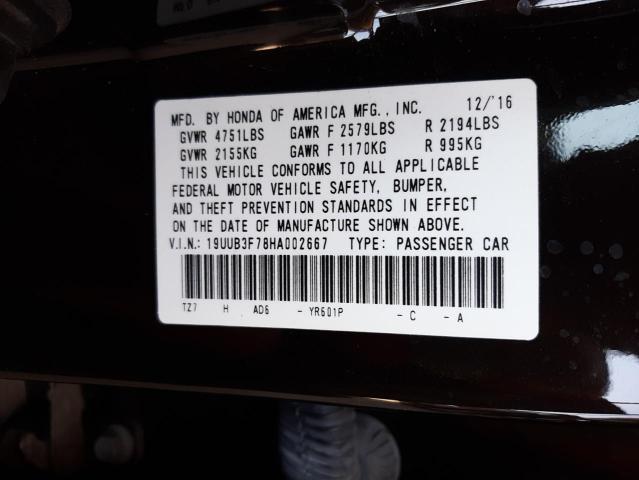 MFD. BY HONDA OF AMERICA MFG., INC. 12/'16
GVWR 4751LBS GAWR F 2579LBS R 2194LBS
GVWR 2155KG GAWR F 1170KG R 995KG
THIS VEHICLE CONFORMS TO ALL APPLICABLE
FEDERAL MOTOR VEHICLE SAFETY, BUMPER,
AND THEFT PREVENTION STANDARDS IN EFFECT
ON THE DATE OF MANUFACTURE SHOWN ABOVE.
V.I.N.: 19UUB3F78HA002667 TYPE: PASSENGER CAR
TZ7 H AD6 - YR601P - C - A